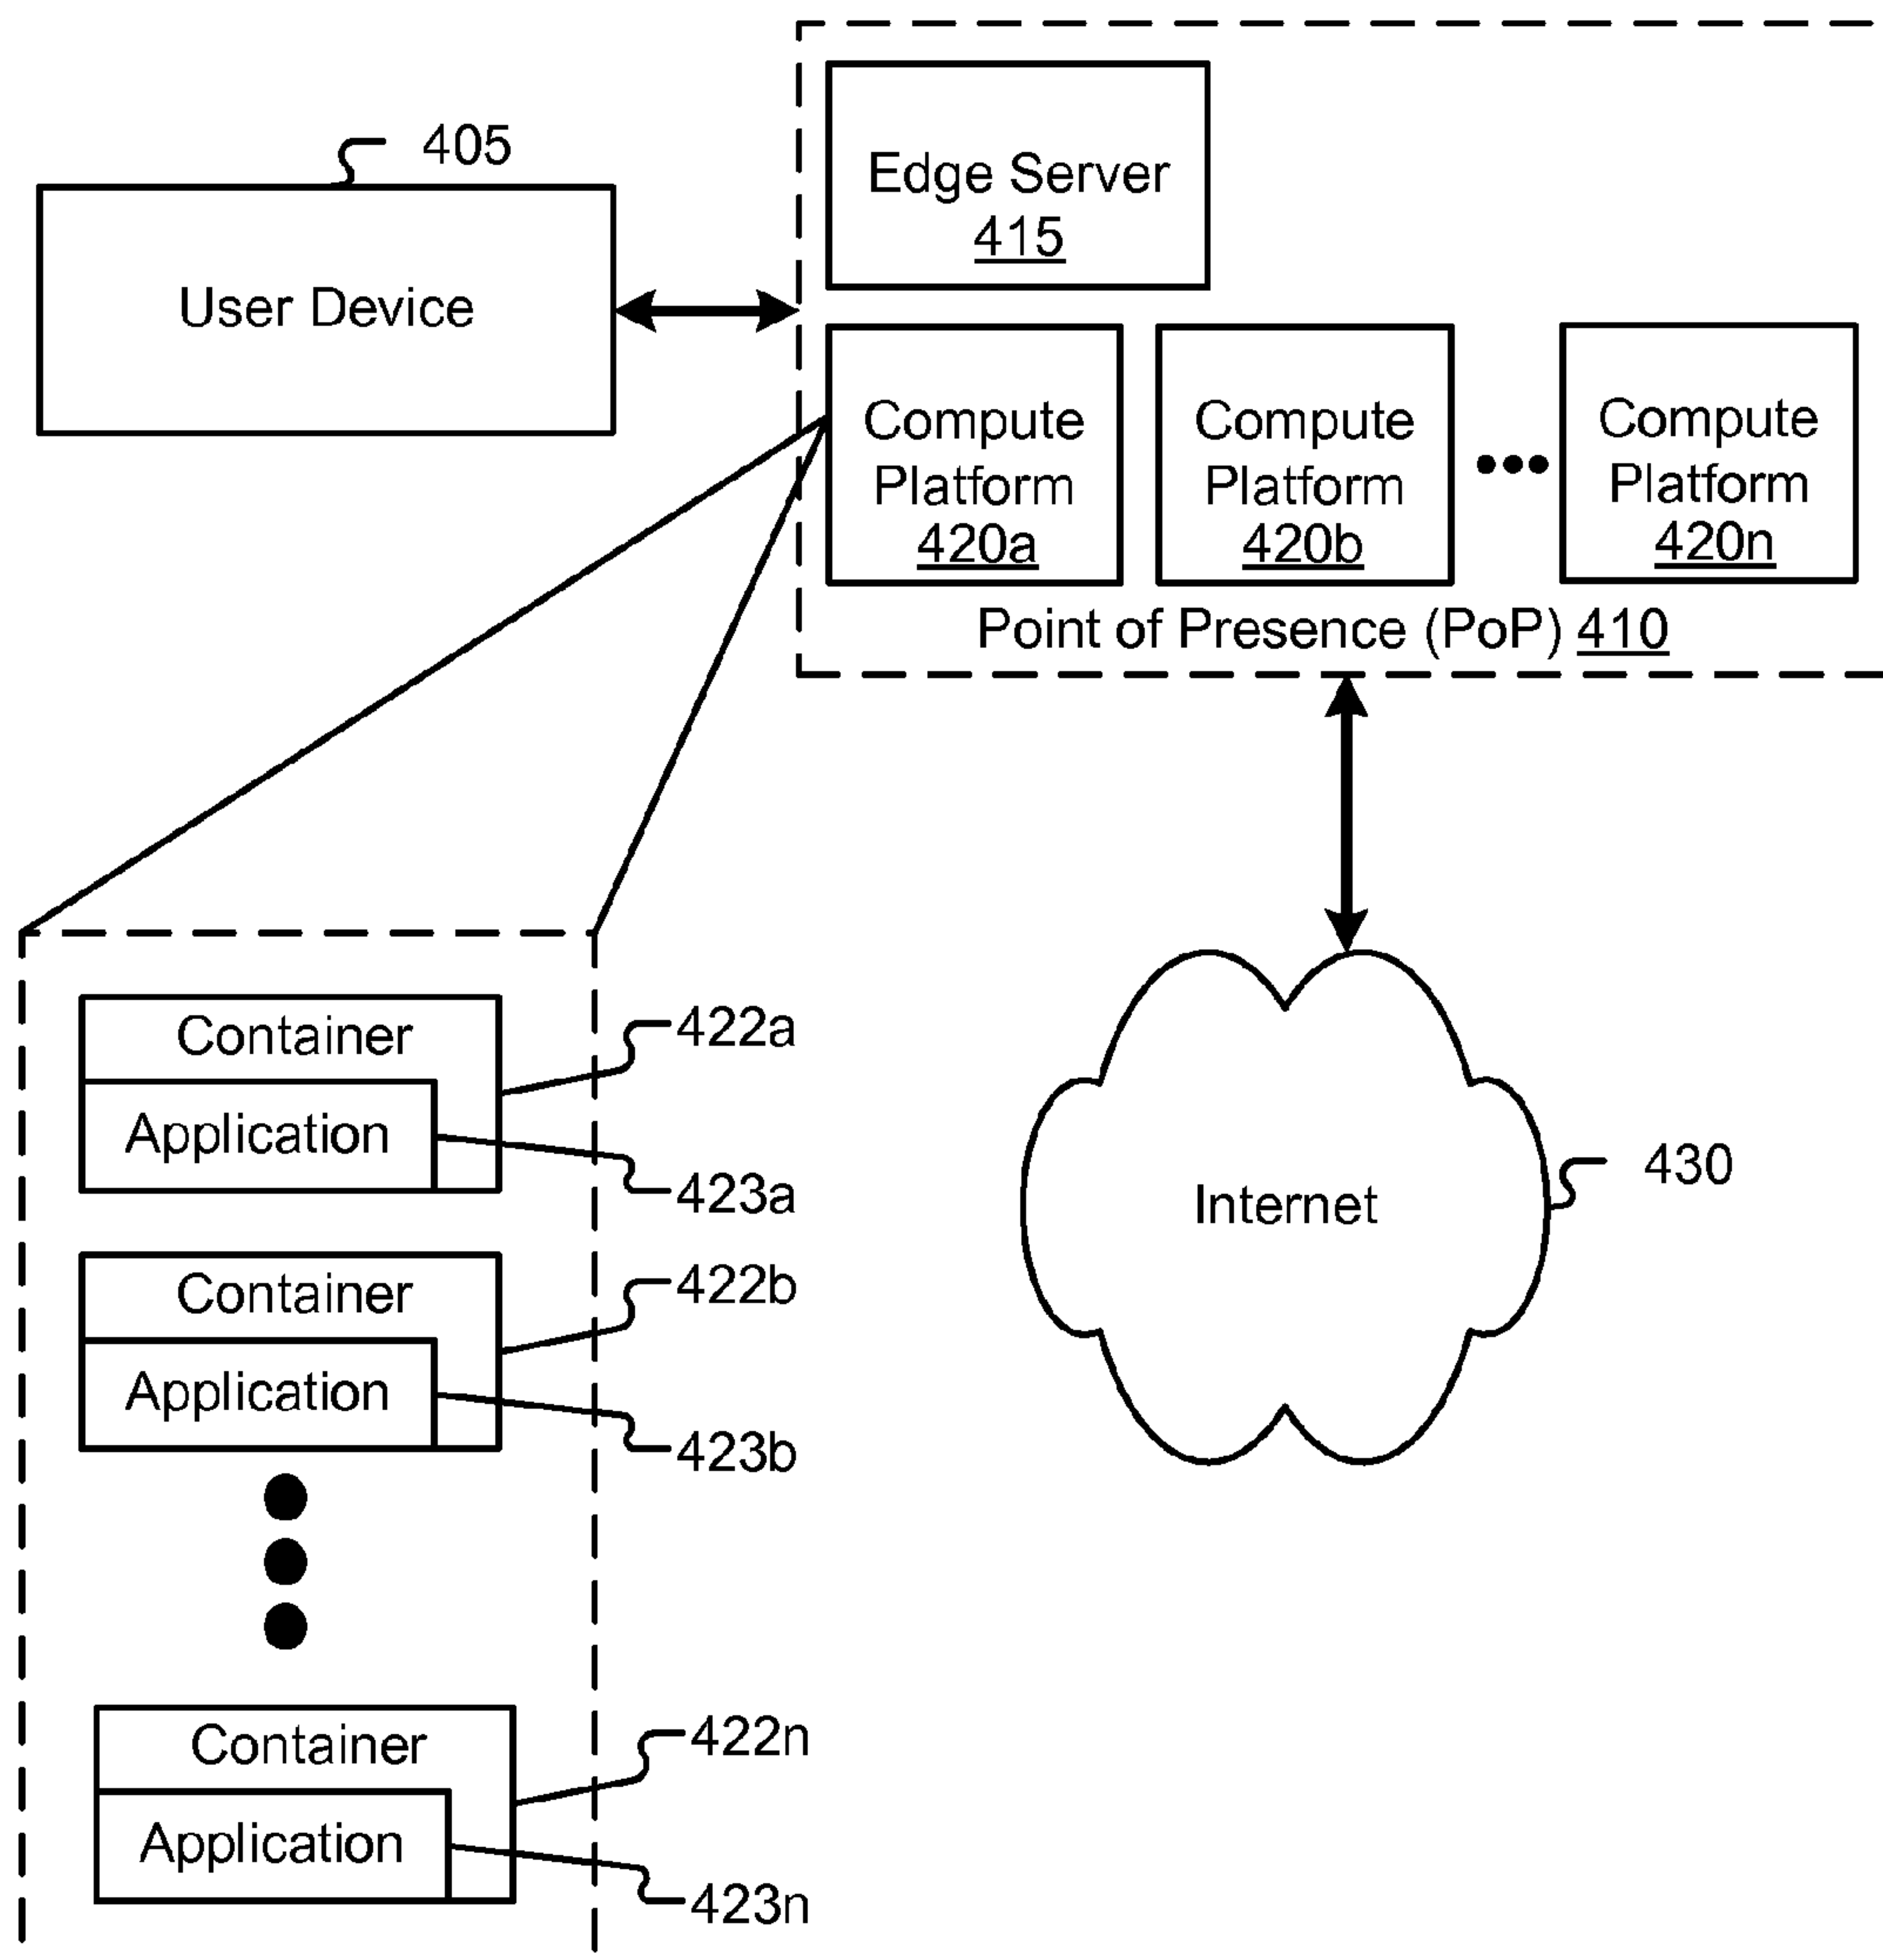 405
User Device
Edge Server
415
Compute
Platform
420a
Compute
Platform
420b
Compute
Platform
420n
Point of Presence (PoP) 410
Container
422a
Application
423a
Container
422b
Application
423b
Container
422n
Application
423n
Internet
430